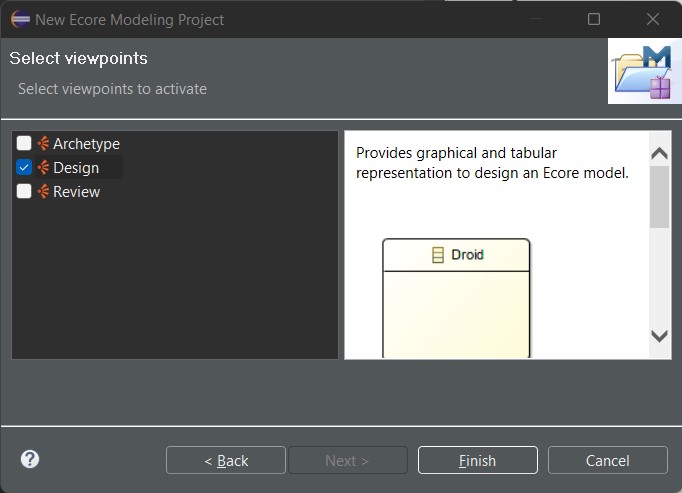 New Ecore Modeling Project
Select viewpoints
Select viewpoints to activate
Archetype
Design
Review
Provides graphical and tabular
representation to design an Ecore model.
Droid
< Back
Next >
Finish
Cancel